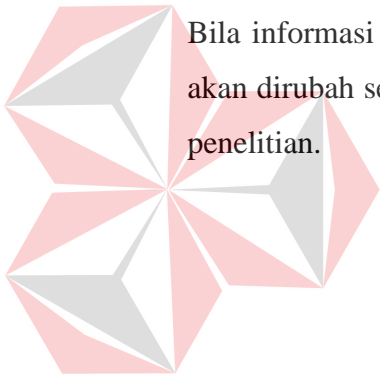 Bila informasi
akan dirubah se
penelitian.